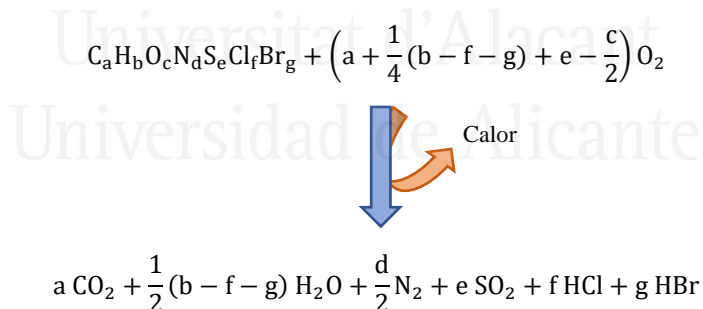 Universitat d'Alacant
C_aH_bO_cN_dS_eCl_fBr_g + (a + 1/4 (b − f − g) + e − c/2) O_2
Universidad de Alicante
Calor
a CO_2 + 1/2 (b − f − g) H_2O + d/2 N_2 + e SO_2 + f HCl + g HBr